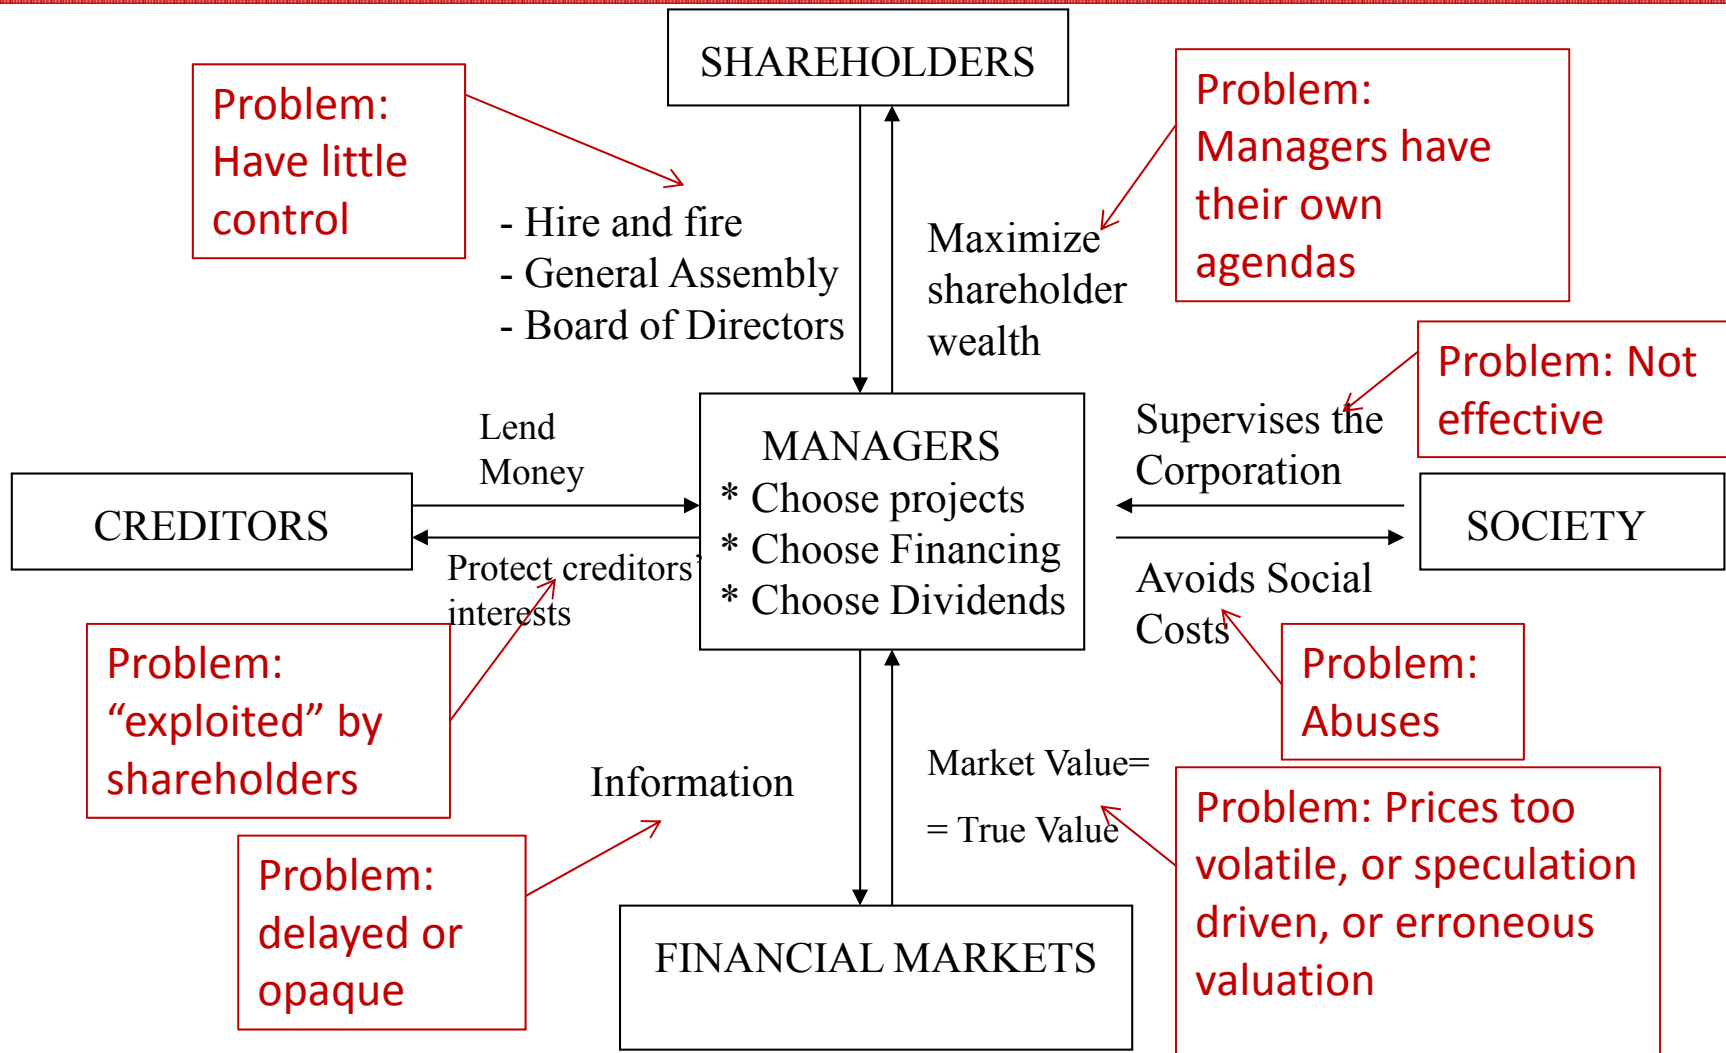 SHAREHOLDERS
Problem:
Have little
control
Problem:
Managers have
their own
agendas
- Hire and fire
- General Assembly
- Board of Directors
Maximize
shareholder
wealth
Problem: Not
effective
Lend
Money
MANAGERS
* Choose projects
* Choose Financing
* Choose Dividends
Supervises the
Corporation
CREDITORS
SOCIETY
Protect creditors’
interests
Avoids Social
Costs
Problem:
“exploited” by
shareholders
Problem:
Abuses
Information
Market Value=
= True Value
Problem: Prices too
volatile, or speculation
driven, or erroneous
valuation
Problem:
delayed or
opaque
FINANCIAL MARKETS